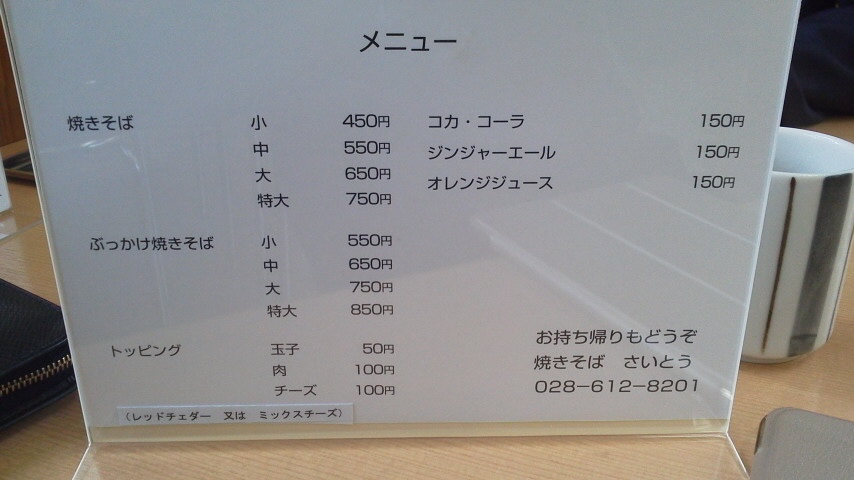 メニュー
焼きそば 小 450円
中 550円
大 650円
特大 750円
コカ・コーラ 150円
ジンジャーエール 150円
オレンジジュース 150円
ぶっかけ焼きそば 小 550円
中 650円
大 750円
特大 850円
トッピング 玉子 50円
肉 100円
チーズ 100円
(レッドチェダー 又は ミックスチーズ)
お持ち帰りもどうぞ
焼きそば さいとう
028-612-8201